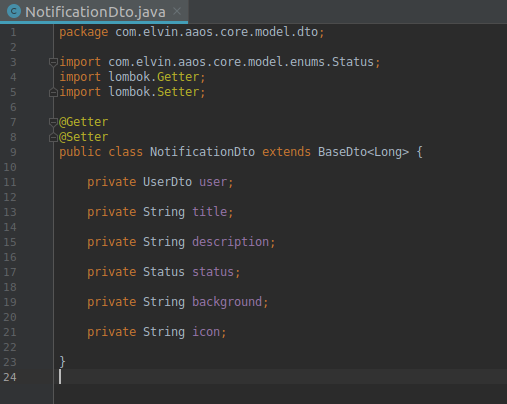 NotificationDto.java
1 package com.elvin.aaos.core.model.dto;
2
3 import com.elvin.aaos.core.model.enums.Status;
4 import lombok.Getter;
5 import lombok.Setter;
6
7 @Getter
8 @Setter
9 public class NotificationDto extends BaseDto<Long> {
10
11     private UserDto user;
12
13     private String title;
14
15     private String description;
16
17     private Status status;
18
19     private String background;
20
21     private String icon;
22
23 }
24